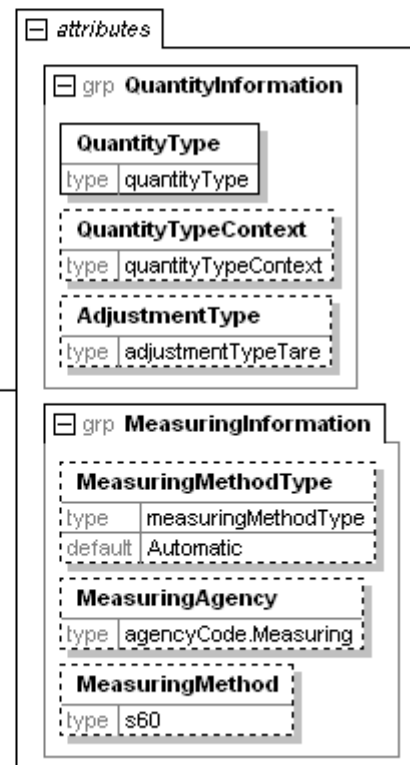 attributes
grp QuantityInformation
QuantityType
type quantityType
QuantityTypeContext
type quantityTypeContext
AdjustmentType
type adjustmentTypeTare
grp MeasuringInformation
MeasuringMethodType
type measuringMethodType
default Automatic
MeasuringAgency
type agencyCode.Measuring
MeasuringMethod
type s60